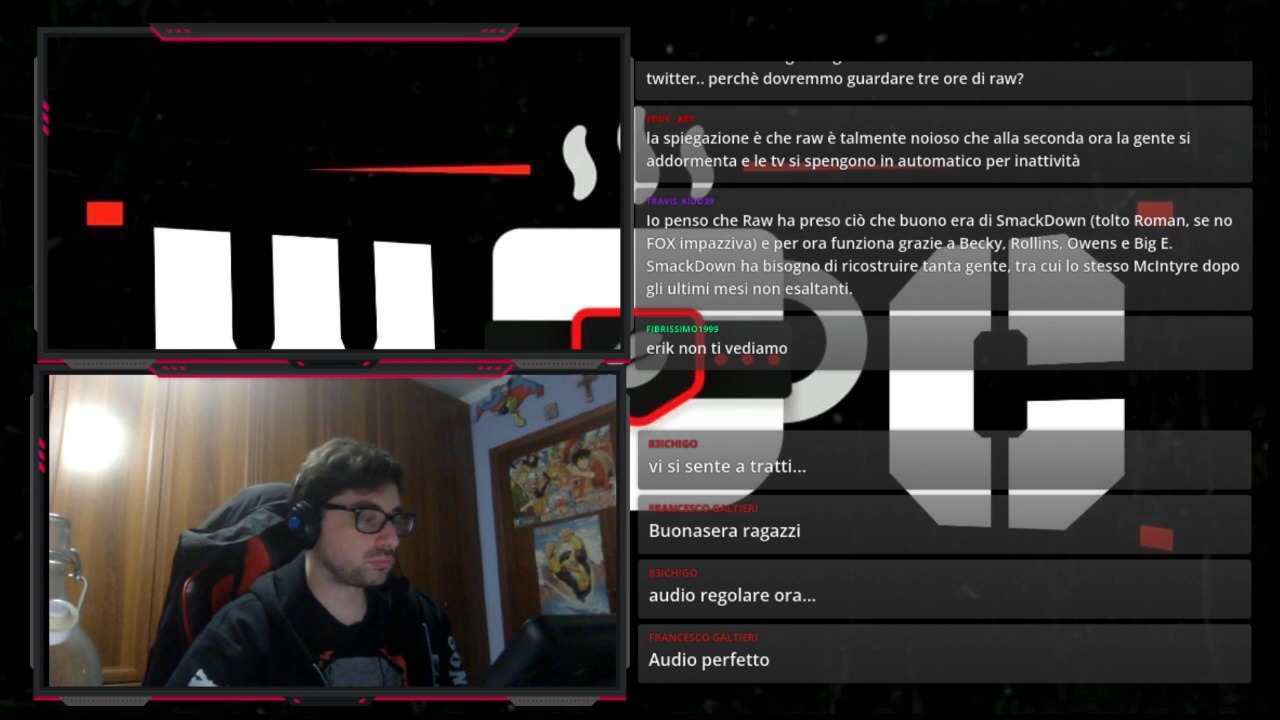 twitter.. perchè dovremmo guardare tre ore di raw?
EDDY_KEY
la spiegazione è che raw è talmente noioso che alla seconda ora la gente si
addormenta e le tv si spengono in automatico per inattività
TRAVIS_KIDD39
Io penso che Raw ha preso ciò che buono era di SmackDown (tolto Roman, se no
FOX impazziva) e per ora funziona grazie a Becky, Rollins, Owens e Big E.
SmackDown ha bisogno di ricostruire tanta gente, tra cui lo stesso McIntyre dopo
gli ultimi mesi non esaltanti.
FIBRISSIMO1999
erik non ti vediamo
83ICHIGO
vi si sente a tratti...
FRANCESCO GALTIERI
Buonasera ragazzi
83ICHIGO
audio regolare ora...
FRANCESCO GALTIERI
Audio perfetto